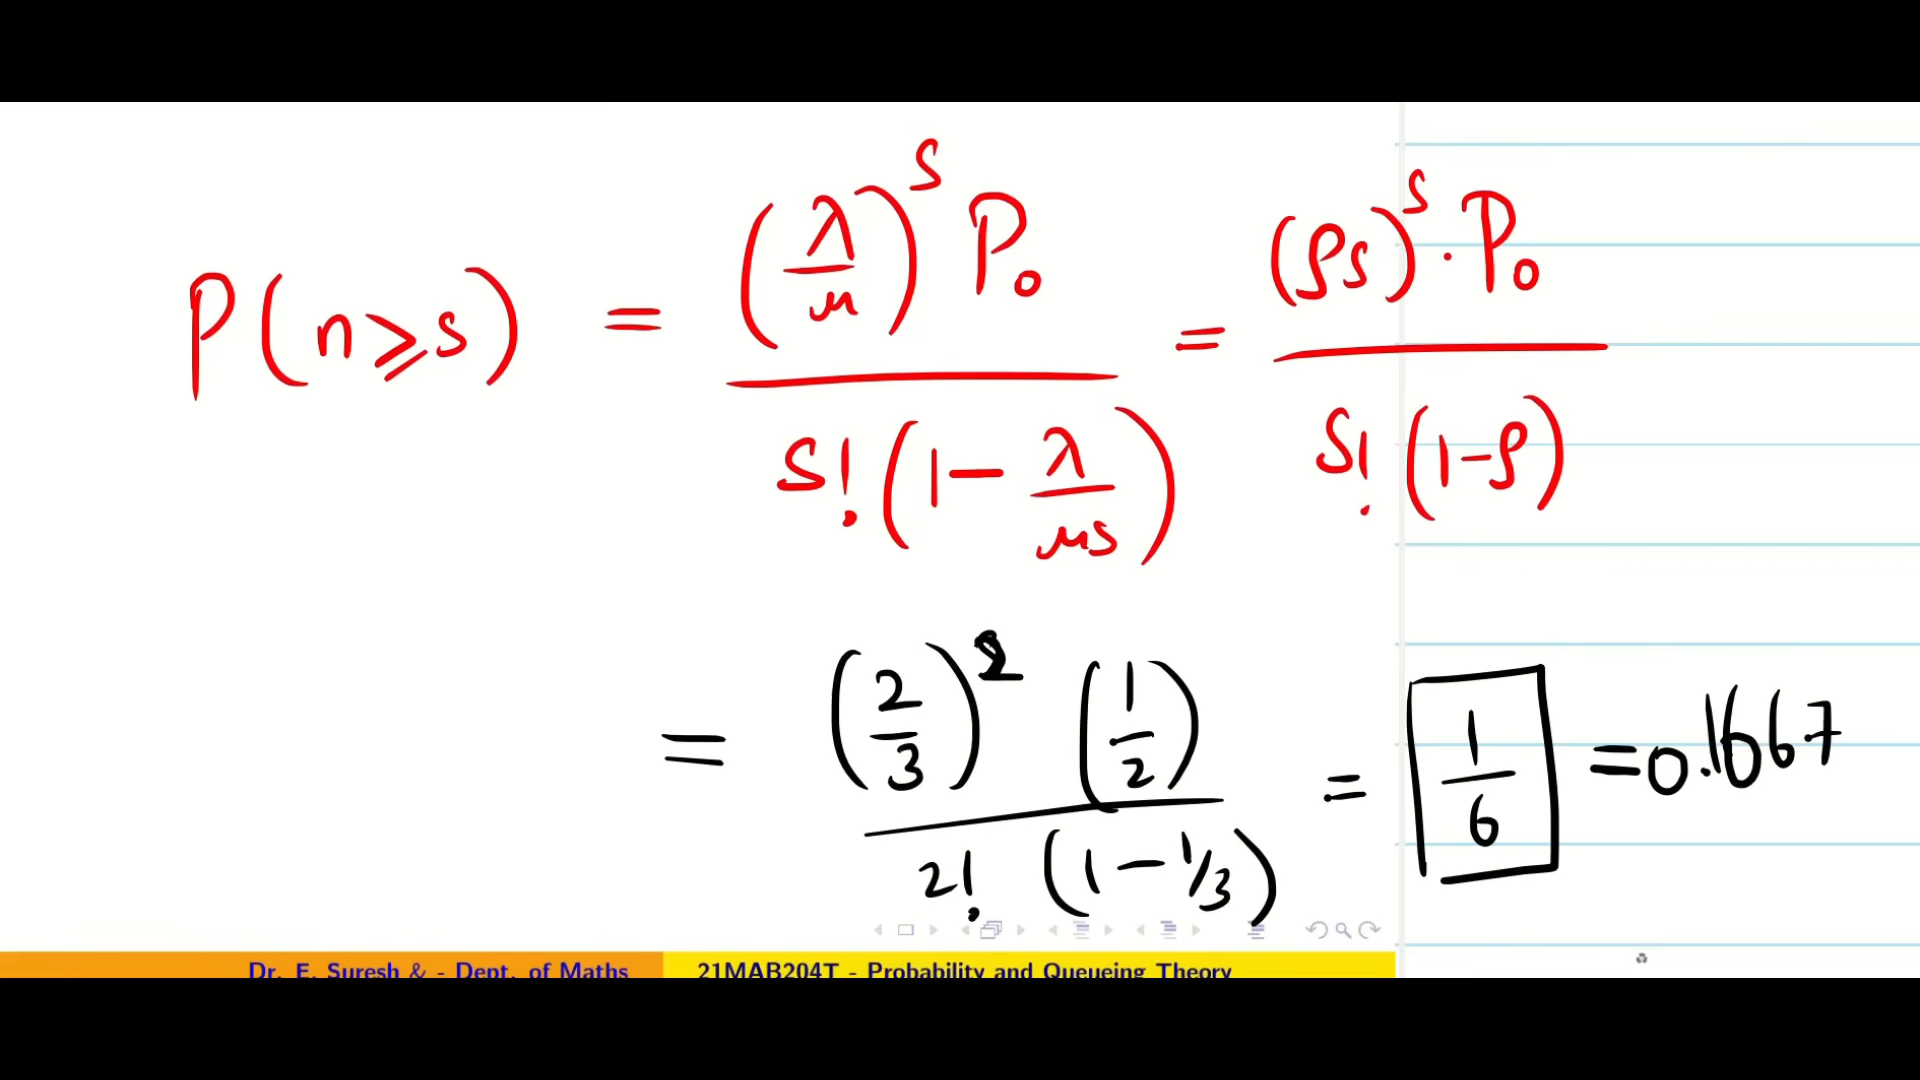 P(n≥s) = (λ/μ)^s P₀ / S!(1 − λ/μs) = (ρs)^s · P₀ / S!(1−ρ)
= (2/3)^2 (1/2) / 2! (1 − 1/3) = 1/6 = 0.1667
Dr. E. Suresh & - Dept. of Maths 21MAB204T - Probability and Queueing Theory